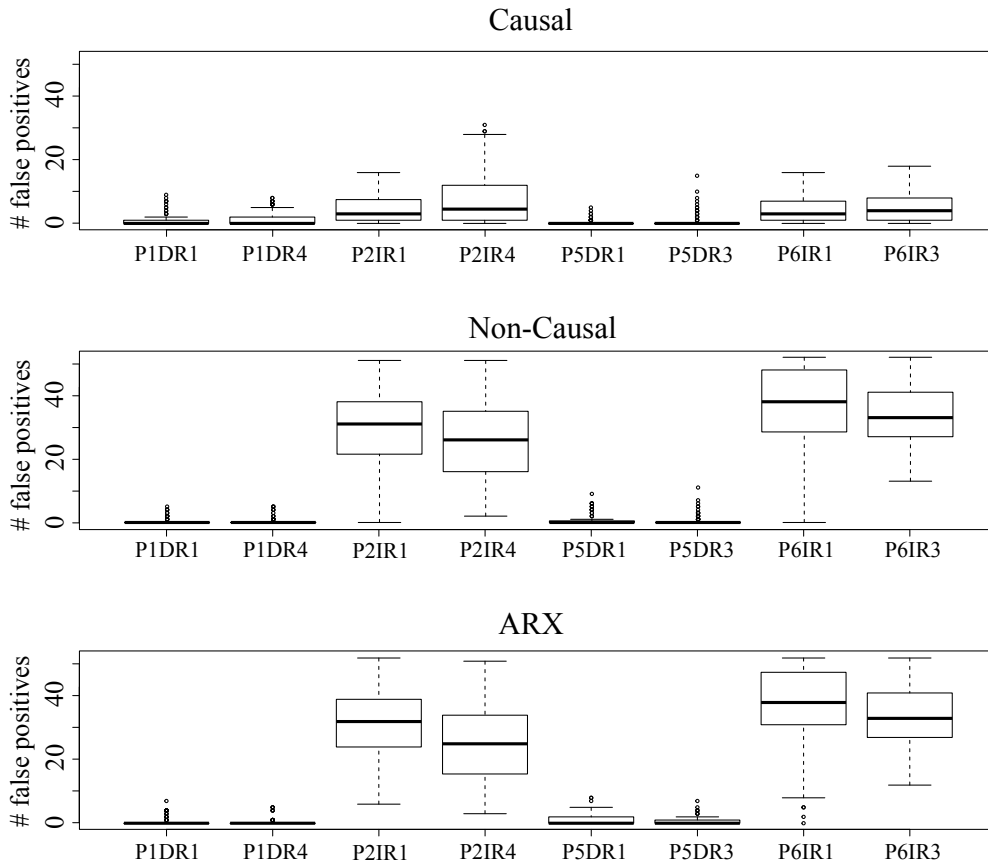 Causal
# false positives
40
20
0
P1DR1 P1DR4 P2IR1 P2IR4 P5DR1 P5DR3 P6IR1 P6IR3
Non-Causal
# false positives
40
20
0
P1DR1 P1DR4 P2IR1 P2IR4 P5DR1 P5DR3 P6IR1 P6IR3
ARX
# false positives
40
20
0
P1DR1 P1DR4 P2IR1 P2IR4 P5DR1 P5DR3 P6IR1 P6IR3